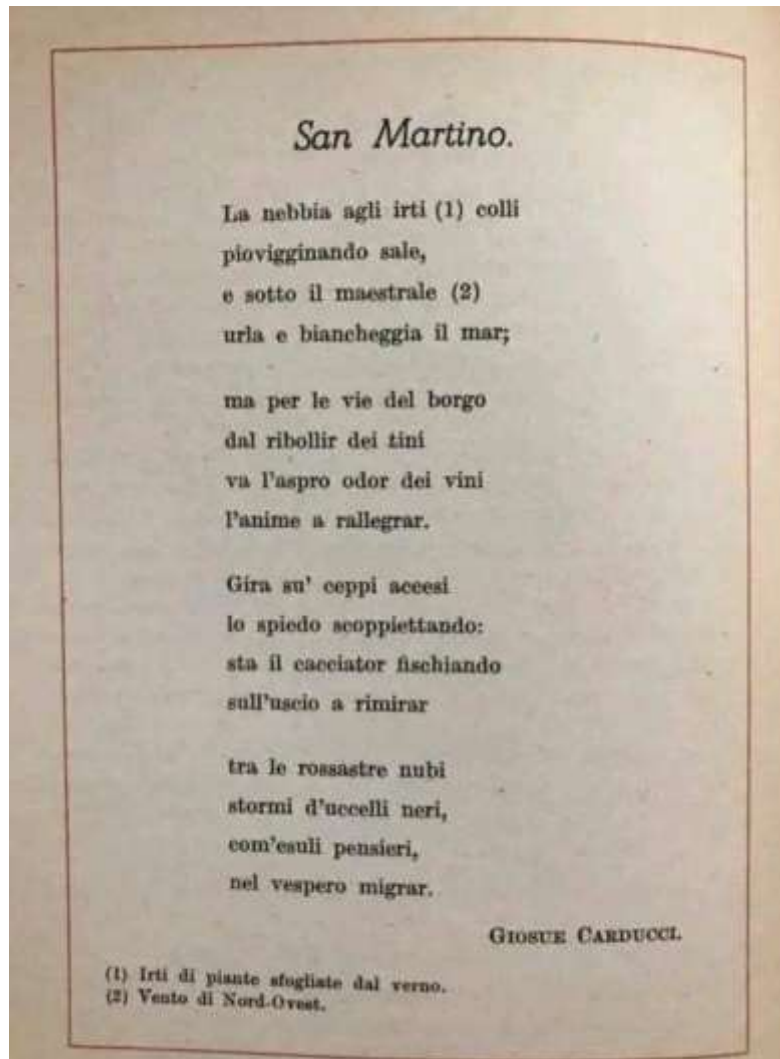 San Martino.
La nebbia agli irti (1) colli
piovigginando sale,
e sotto il maestrale (2)
urla e biancheggia il mar;
ma per le vie del borgo
dal ribollir dei tini
va l'aspro odor dei vini
l'anime a rallegrar.
Gira su' ceppi accesi
lo spiedo scoppiettando:
sta il cacciator fischiando
sull'uscio a rimirar
tra le rossastre nubi
stormi d'uccelli neri,
com'esuli pensieri,
nel vespero migrar.
GIOSUE CARDUCCI.
(1) Irti di piante sfogliate dal verno.
(2) Vento di Nord-Ovest.